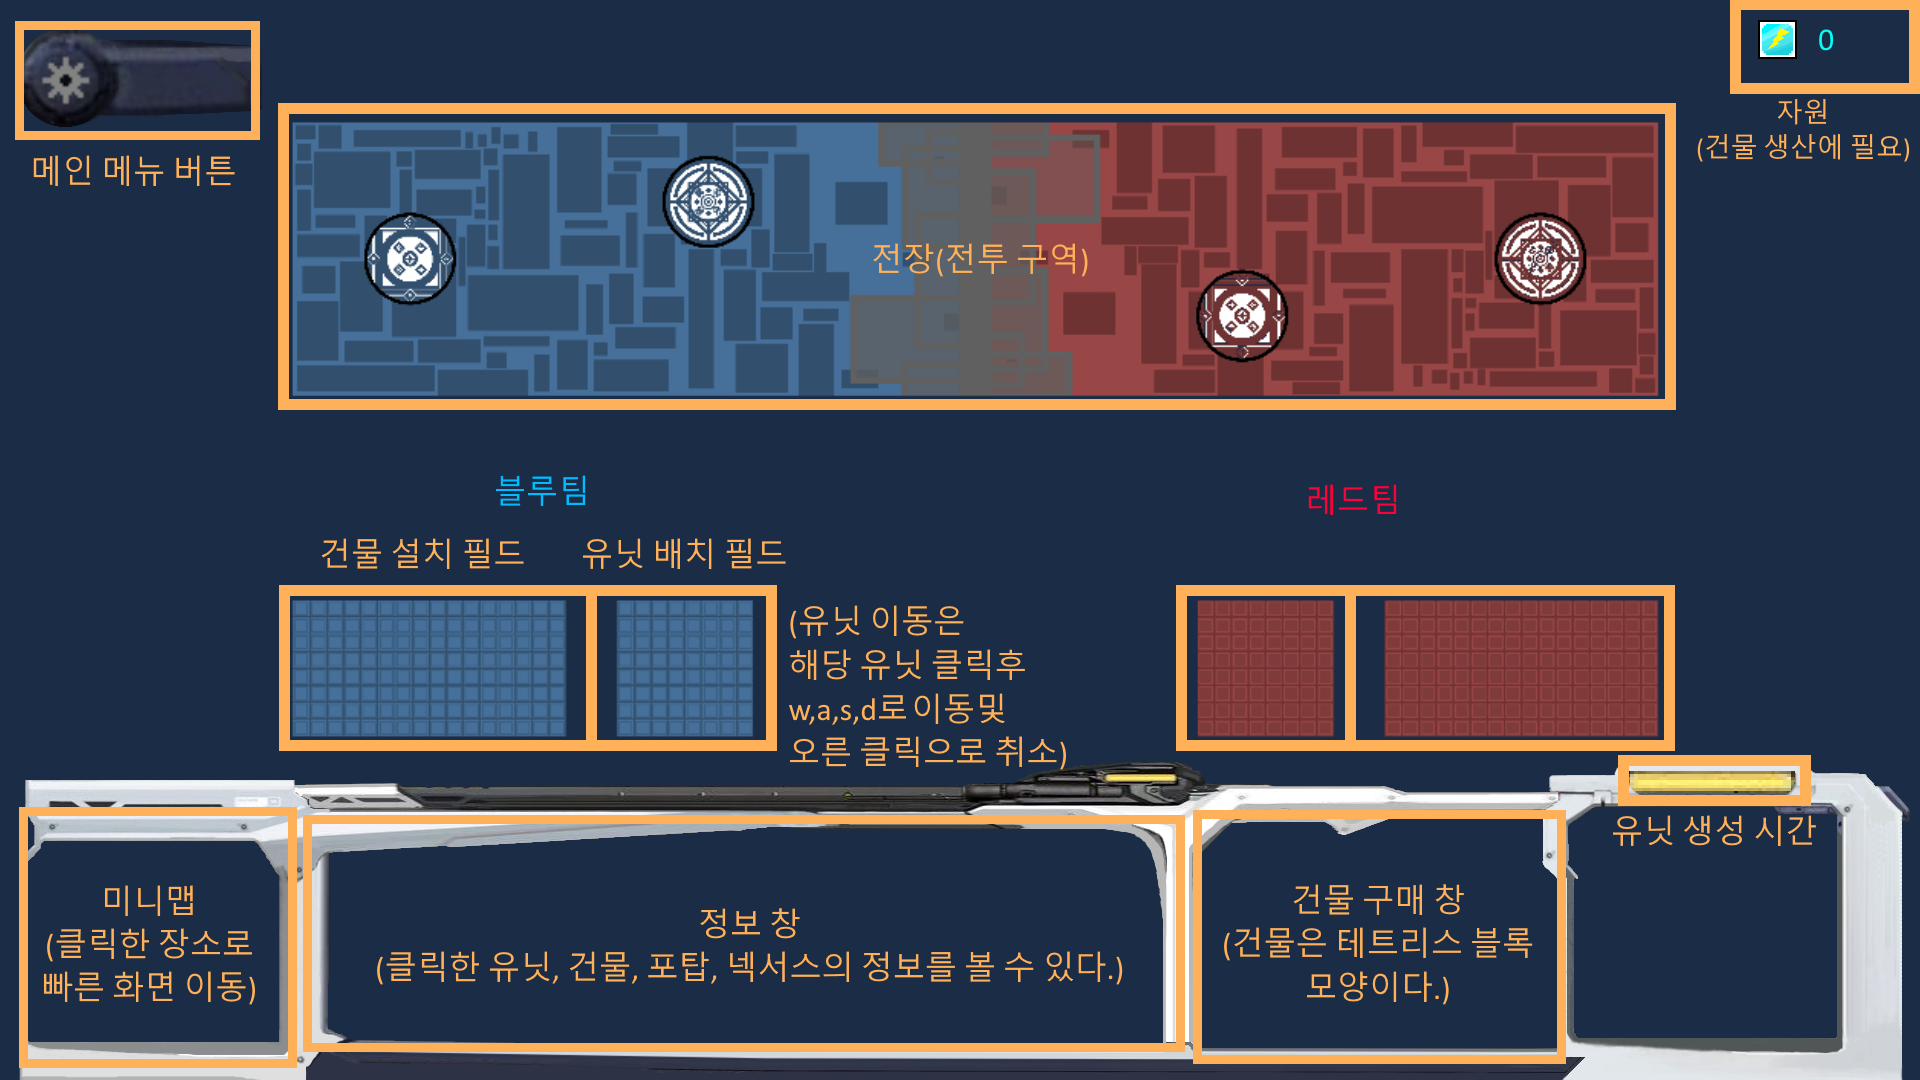 0
자원
(건물 생산에 필요)
메인 메뉴 버튼
전장(전투 구역)
블루팀
레드팀
건물 설치 필드
유닛 배치 필드
(유닛 이동은
해당 유닛 클릭후
w,a,s,d로이동및
오른 클릭으로 취소)
유닛 생성 시간
미니맵
(클릭한 장소로
빠른 화면 이동)
정보 창
(클릭한 유닛, 건물, 포탑, 넥서스의 정보를 볼 수 있다.)
건물 구매 창
(건물은 테트리스 블록
모양이다.)